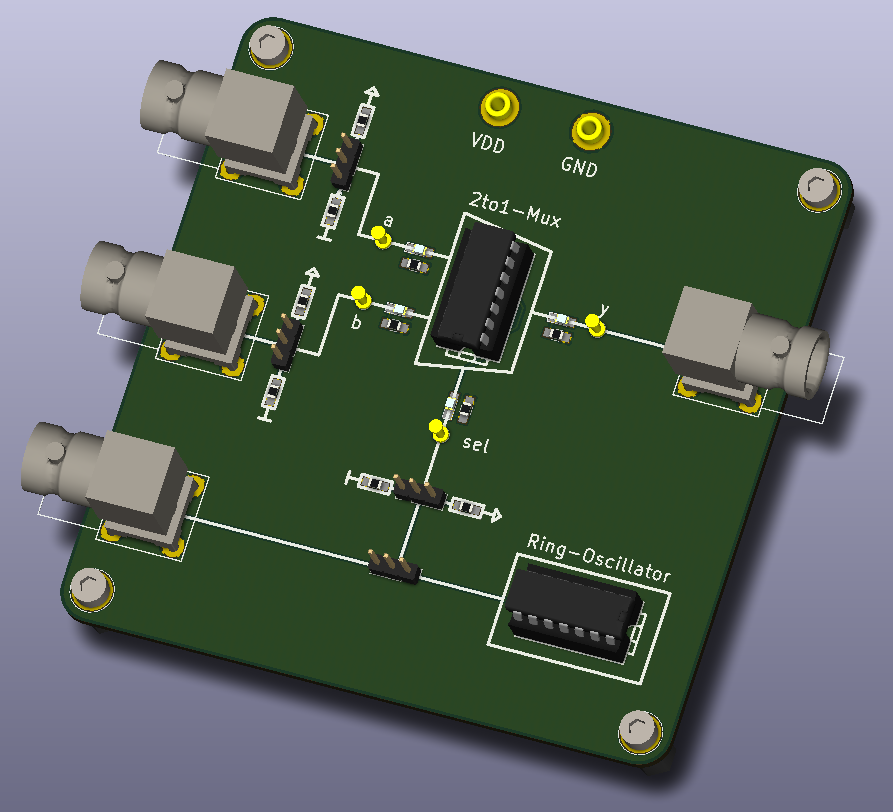 VDD
GND
2to1-Mux
a
b
y
sel
Ring-Oscillator